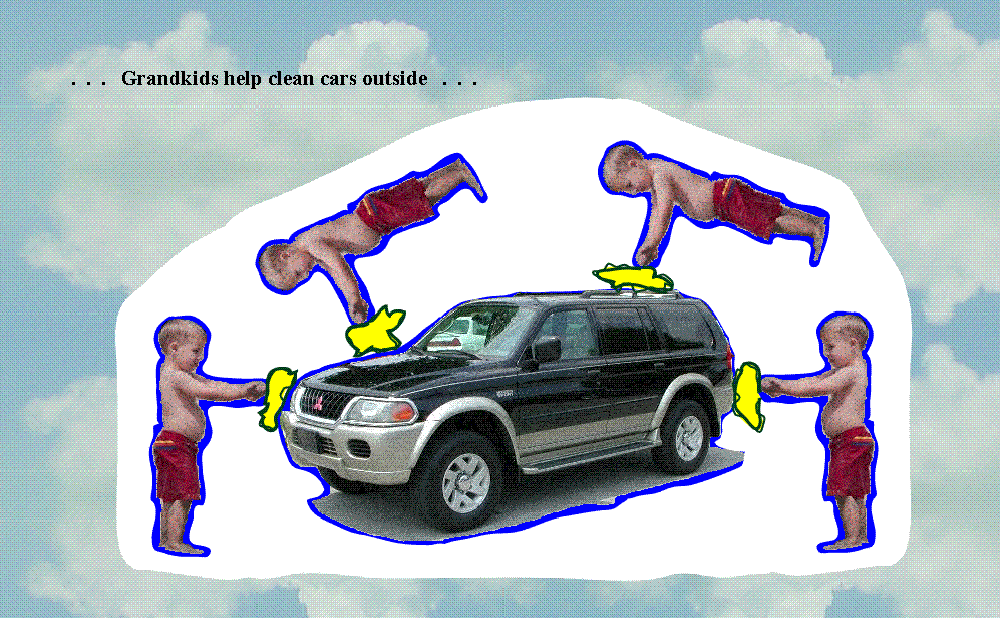 . . . Grandkids help clean cars outside . . .